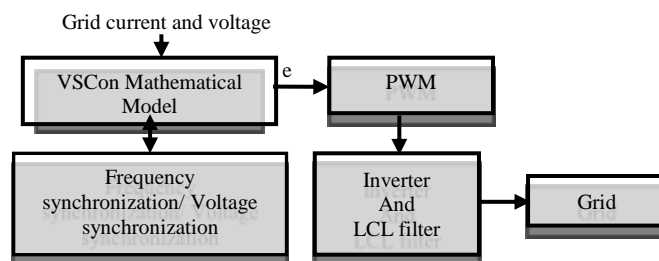 Grid current and voltage
VSCon Mathematical
Model
e
PWM
Frequency
synchronization/ Voltage
synchronization
Inverter
And
LCL filter
Grid